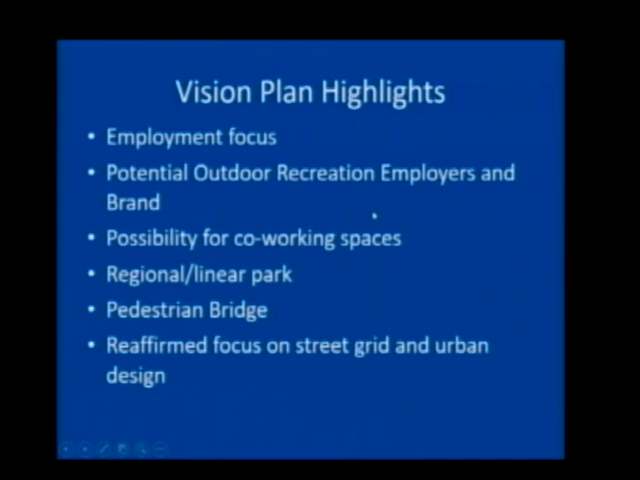 Vision Plan Highlights
• Employment focus
• Potential Outdoor Recreation Employers and
Brand
• Possibility for co-working spaces
• Regional/linear park
• Pedestrian Bridge
• Reaffirmed focus on street grid and urban
design